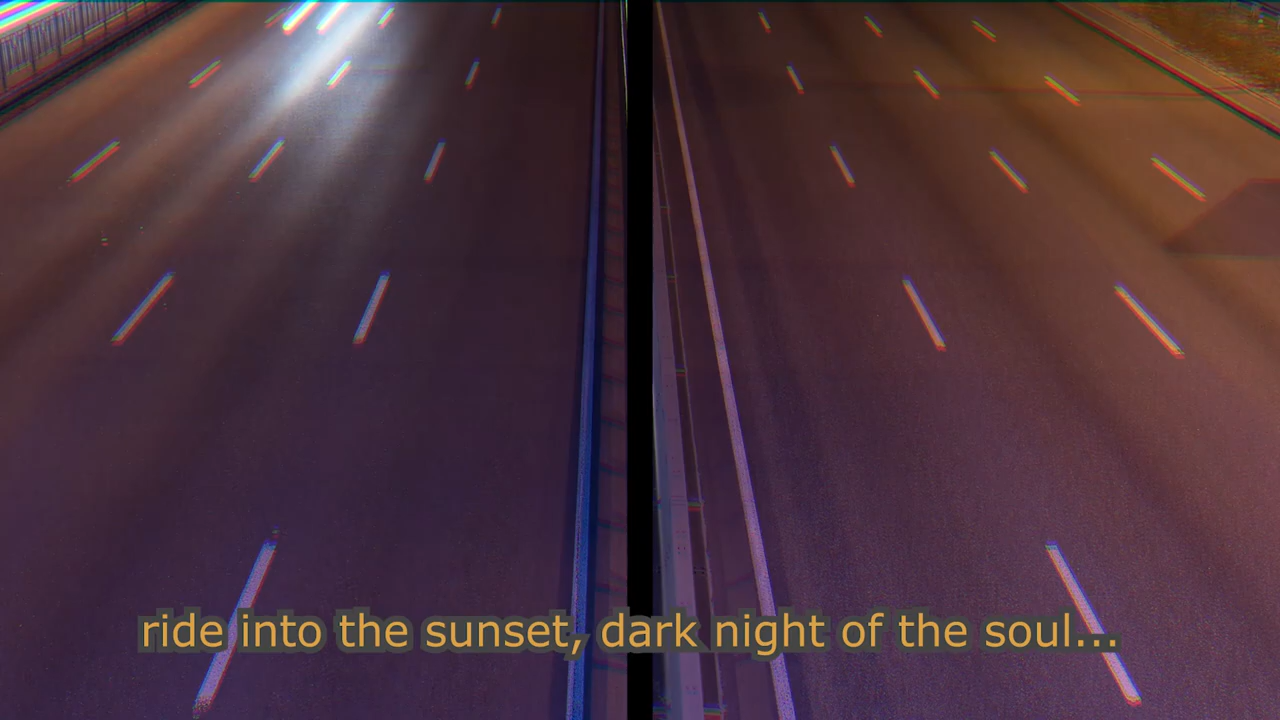 ride into the sunset, dark night of the soul...